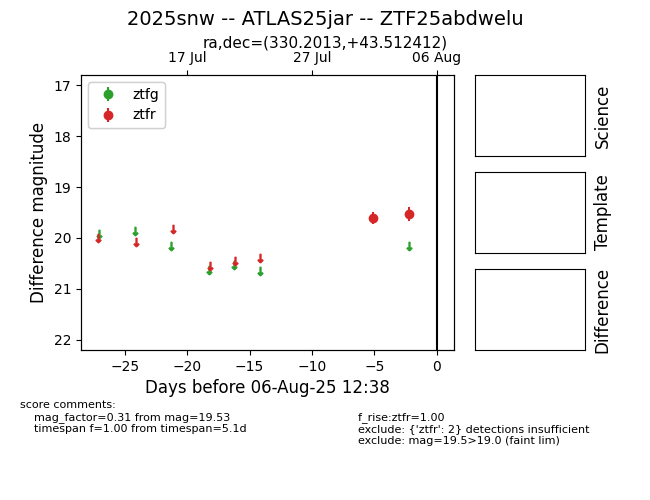 2025snw -- ATLAS25jar -- ZTF25abdwelu
ra,dec=(330.2013,+43.512412)
17 Jul 27 Jul 06 Aug
ztfg
ztfr
17
18
19
20
21
22
Difference magnitude
−25 −20 −15 −10 −5 0
Days before 06-Aug-25 12:38
Science
Template
Difference
score comments:
mag_factor=0.31 from mag=19.53
timespan f=1.00 from timespan=5.1d
f_rise:ztfr=1.00
exclude: {'ztfr': 2} detections insufficient
exclude: mag=19.5>19.0 (faint lim)